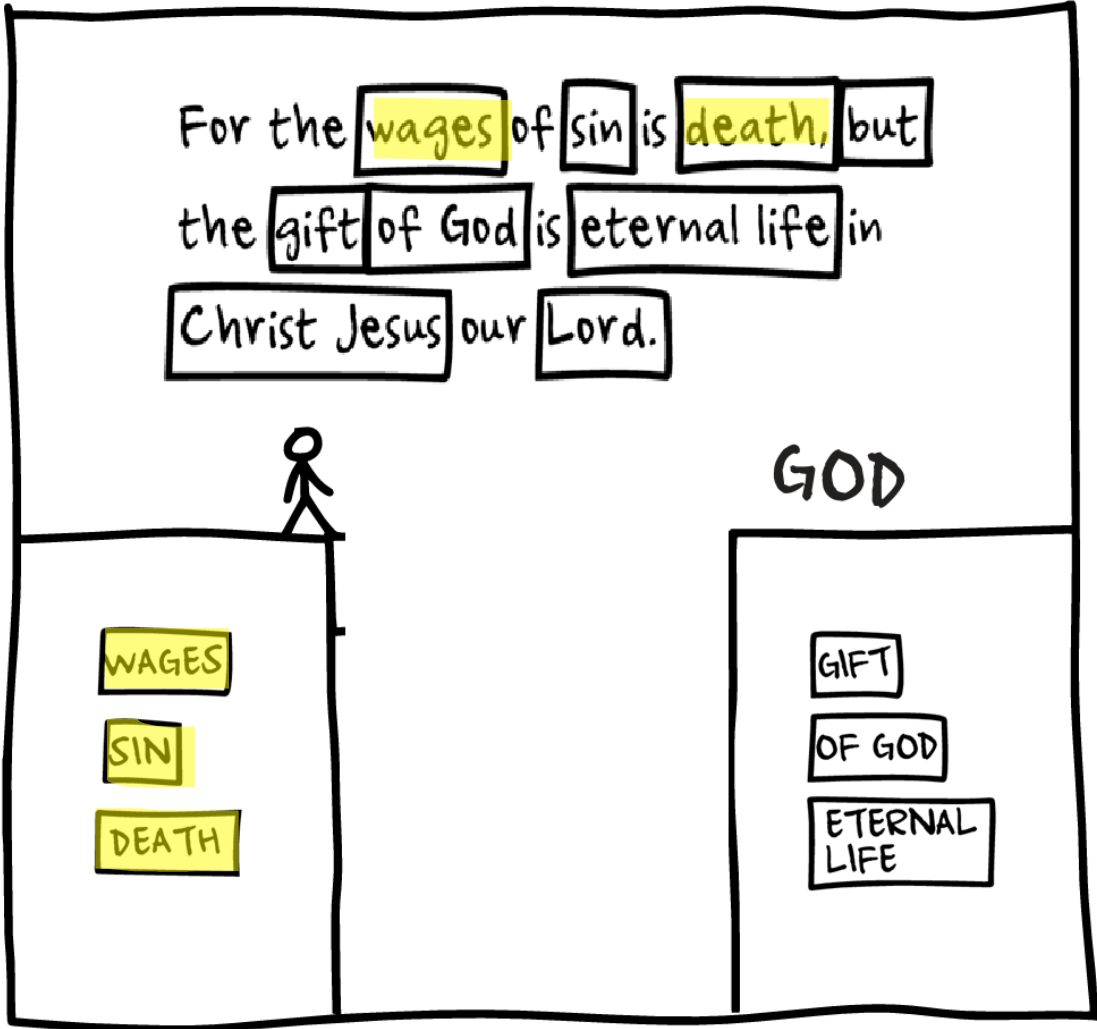 For the wages of sin is death, but
the gift of God is eternal life in
Christ Jesus our Lord.
GOD
WAGES
SIN
DEATH
GIFT
OF GOD
ETERNAL
LIFE